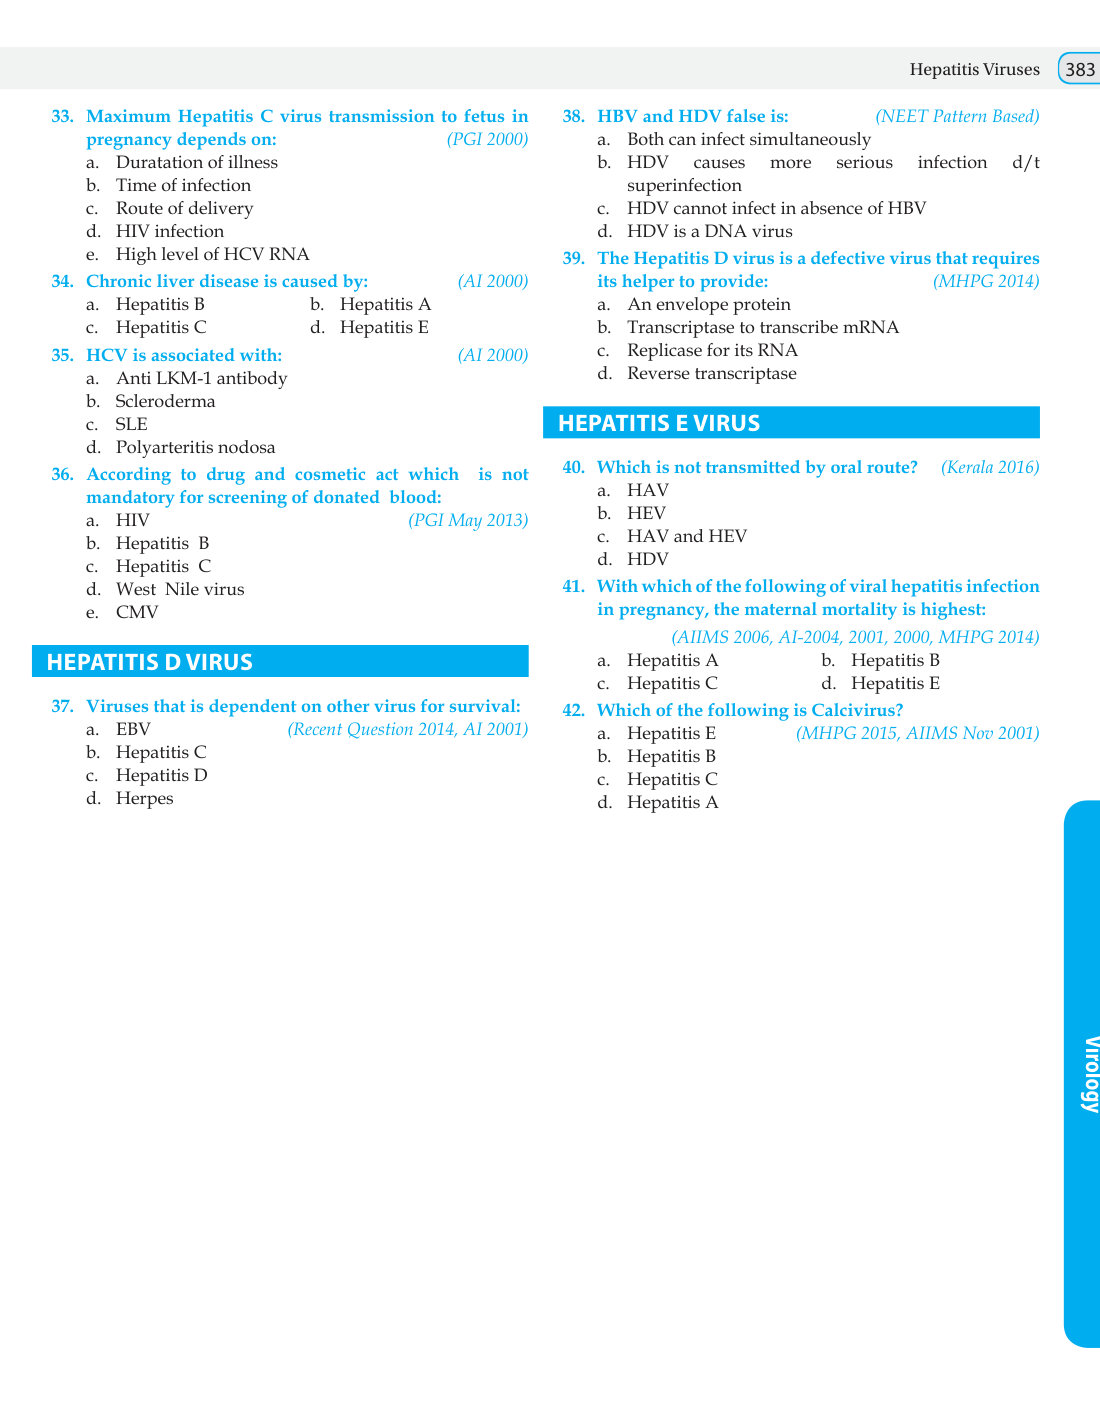 Hepatitis Viruses 383
33. Maximum Hepatitis C virus transmission to fetus in
pregnancy depends on: (PGI 2000)
a. Duratation of illness
b. Time of infection
c. Route of delivery
d. HIV infection
e. High level of HCV RNA
34. Chronic liver disease is caused by: (AI 2000)
a. Hepatitis B b. Hepatitis A
c. Hepatitis C d. Hepatitis E
35. HCV is associated with: (AI 2000)
a. Anti LKM-1 antibody
b. Scleroderma
c. SLE
d. Polyarteritis nodosa
36. According to drug and cosmetic act which is not
mandatory for screening of donated blood:
a. HIV (PGI May 2013)
b. Hepatitis B
c. Hepatitis C
d. West Nile virus
e. CMV
HEPATITIS D VIRUS
37. Viruses that is dependent on other virus for survival:
a. EBV (Recent Question 2014, AI 2001)
b. Hepatitis C
c. Hepatitis D
d. Herpes
38. HBV and HDV false is: (NEET Pattern Based)
a. Both can infect simultaneously
b. HDV causes more serious infection d/t
superinfection
c. HDV cannot infect in absence of HBV
d. HDV is a DNA virus
39. The Hepatitis D virus is a defective virus that requires
its helper to provide: (MHPG 2014)
a. An envelope protein
b. Transcriptase to transcribe mRNA
c. Replicase for its RNA
d. Reverse transcriptase
HEPATITIS E VIRUS
40. Which is not transmitted by oral route? (Kerala 2016)
a. HAV
b. HEV
c. HAV and HEV
d. HDV
41. With which of the following of viral hepatitis infection
in pregnancy, the maternal mortality is highest:
(AIIMS 2006, AI-2004, 2001, 2000, MHPG 2014)
a. Hepatitis A b. Hepatitis B
c. Hepatitis C d. Hepatitis E
42. Which of the following is Calcivirus?
a. Hepatitis E (MHPG 2015, AIIMS Nov 2001)
b. Hepatitis B
c. Hepatitis C
d. Hepatitis A
Virology